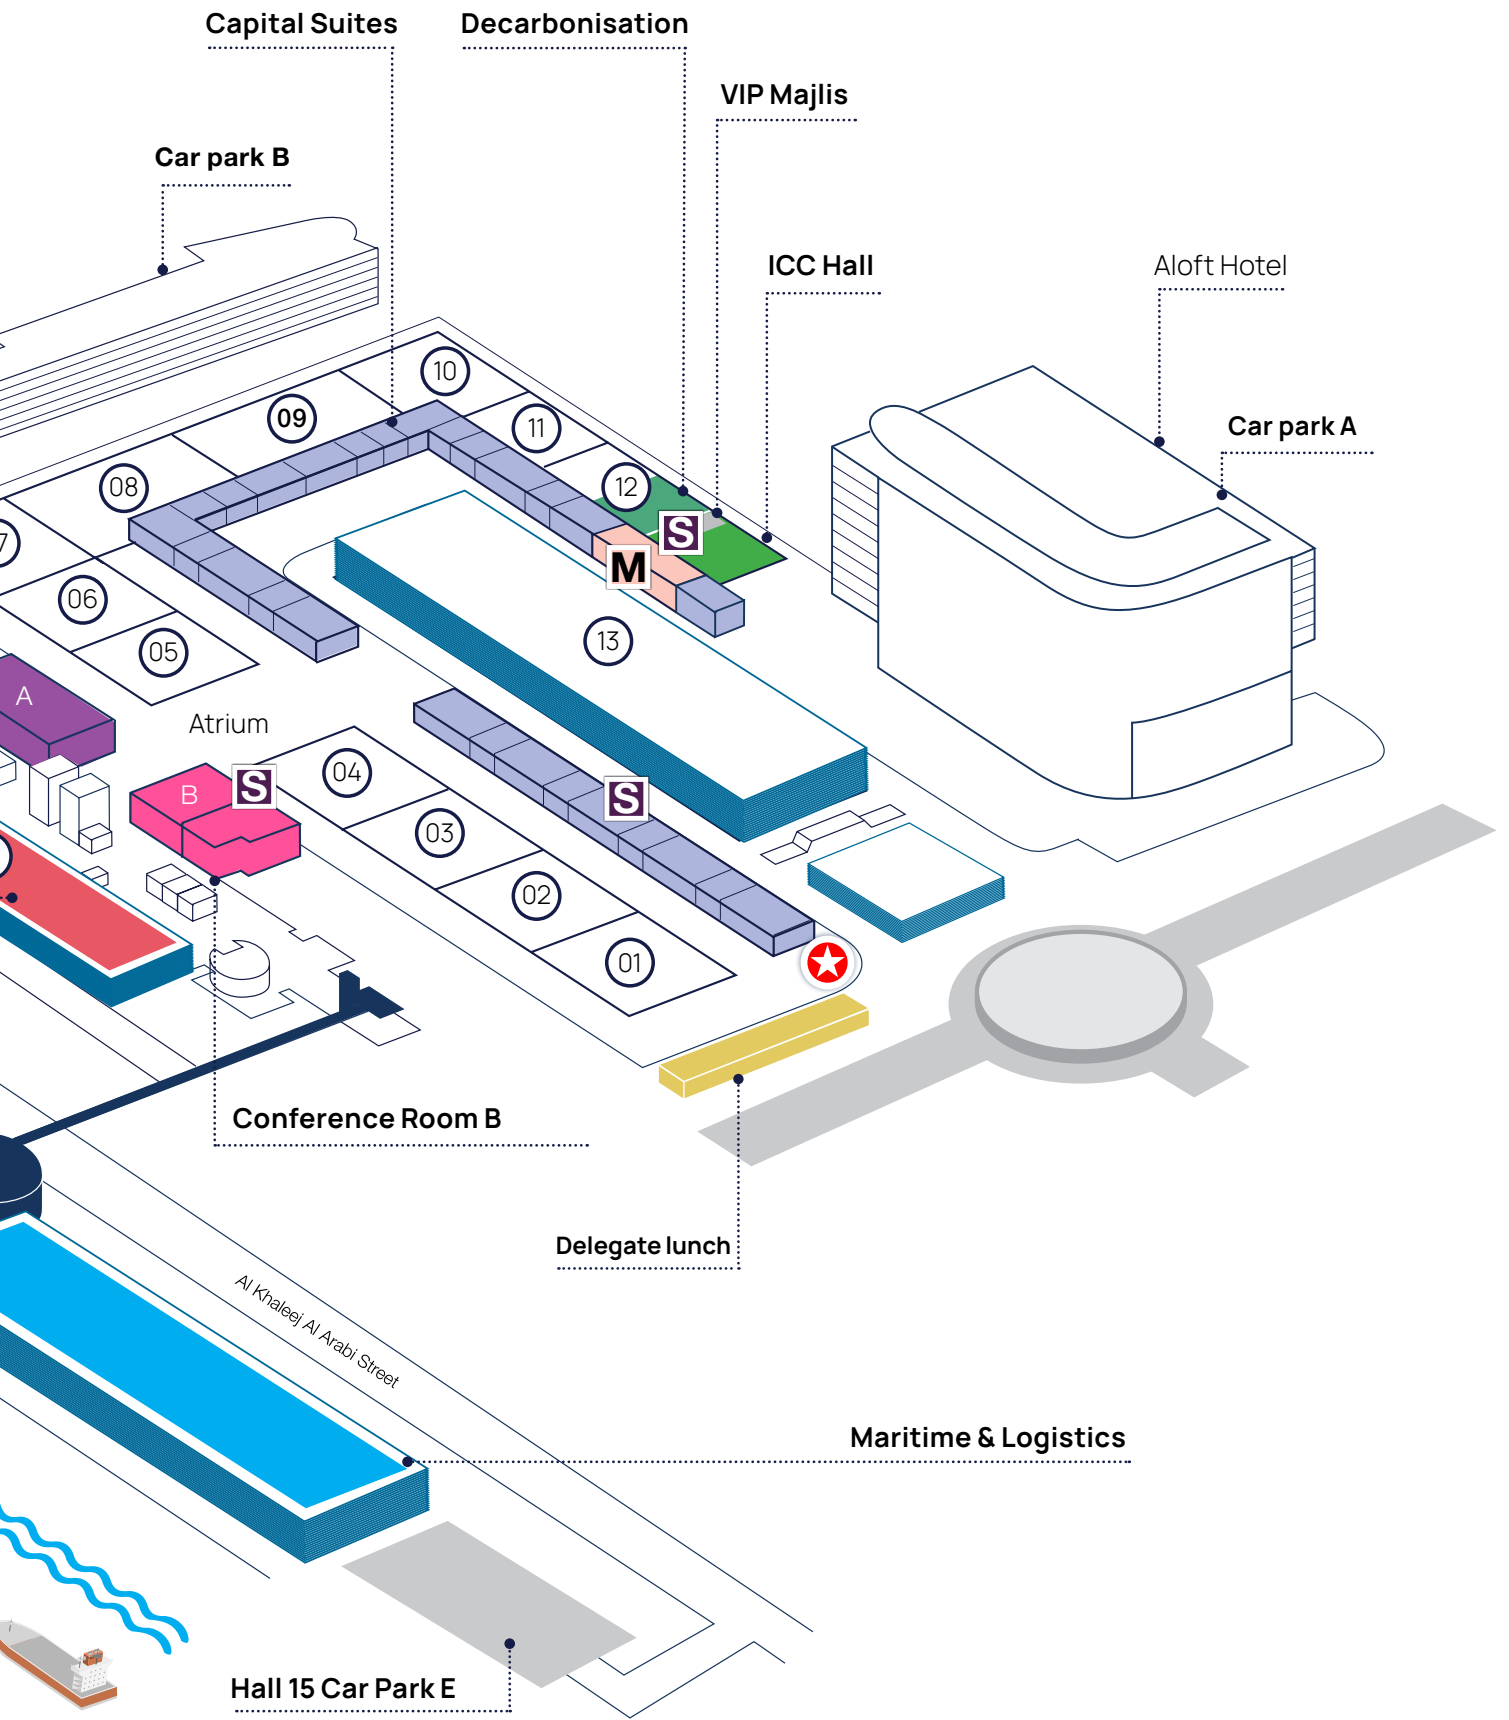 Capital Suites
Decarbonisation
VIP Majlis
Car park B
ICC Hall
Aloft Hotel
Car park A
10
09
11
08
12
S
7
M
06
13
05
A
Atrium
B
S
04
S
03
02
01
Conference Room B
Delegate lunch
Al Khaleej Al Arabi Street
Maritime & Logistics
Hall 15 Car Park E